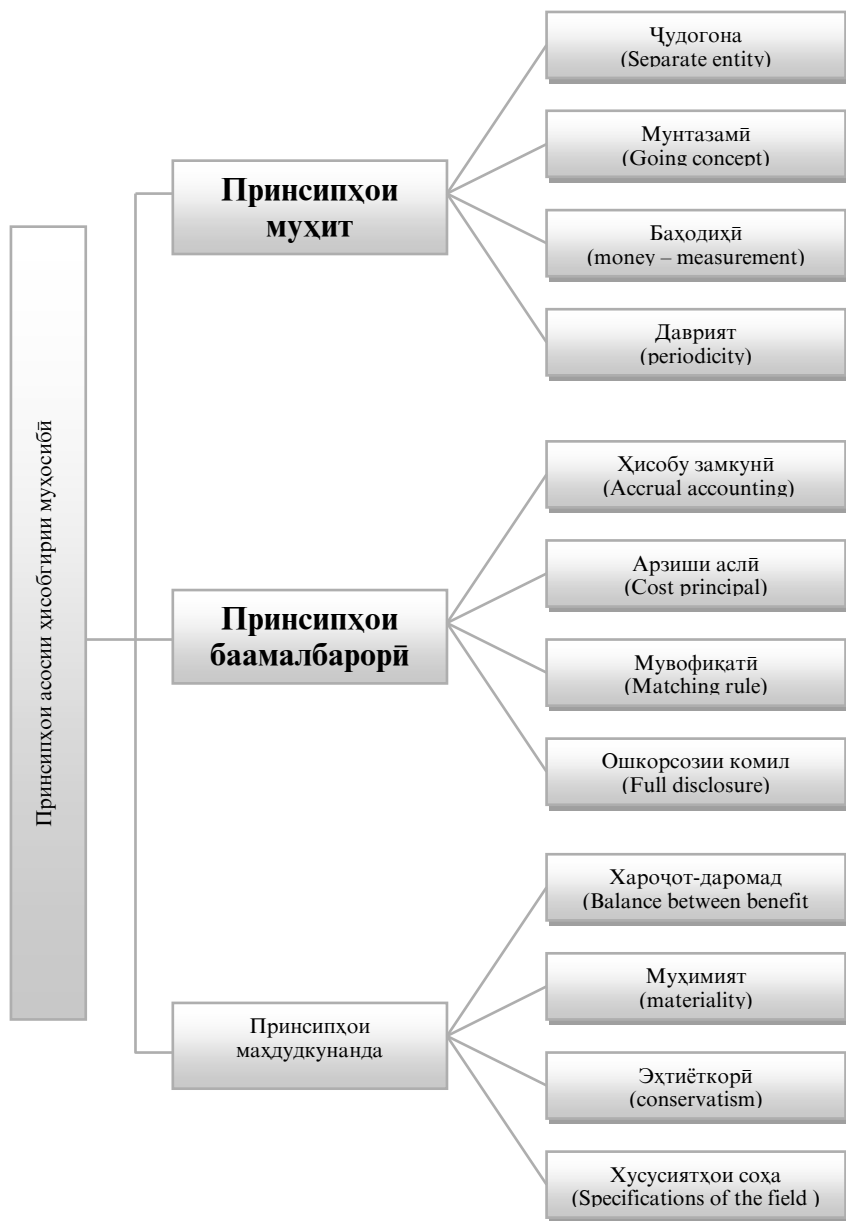 Принсипҳои асосии ҳисобгирии муҳосибӣ
Принсипҳои
муҳит
Ҷудогона
(Separate entity)
Мунтазамӣ
(Going concept)
Баҳодиҳӣ
(money – measurement)
Даврият
(periodicity)
Принсипҳои
баамалбарорӣ
Ҳисобу замкунӣ
(Accrual accounting)
Арзиши аслӣ
(Cost principal)
Мувофиқатӣ
(Matching rule)
Ошкорсозии комил
(Full disclosure)
Принсипҳои
маҳдудкунанда
Хароҷот-даромад
(Balance between benefit
Муҳимият
(materiality)
Эҳтиёткорӣ
(conservatism)
Хусусиятҳои соҳа
(Specifications of the field )